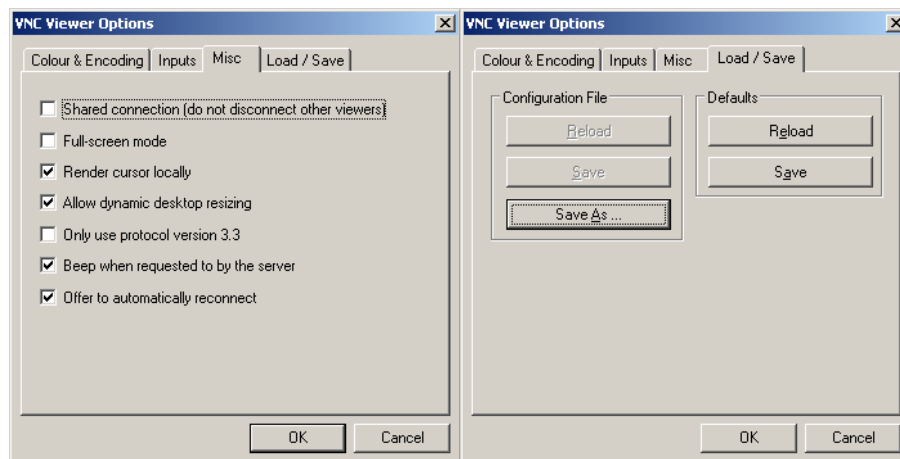 VNC Viewer Options
Colour & Encoding Inputs Misc Load / Save
Shared connection (do not disconnect other viewers)
Full-screen mode
Render cursor locally
Allow dynamic desktop resizing
Only use protocol version 3.3
Beep when requested to by the server
Offer to automatically reconnect
OK Cancel
VNC Viewer Options
Colour & Encoding Inputs Misc Load / Save
Configuration File Defaults
Reload Reload
Save Save
Save As ...
OK Cancel